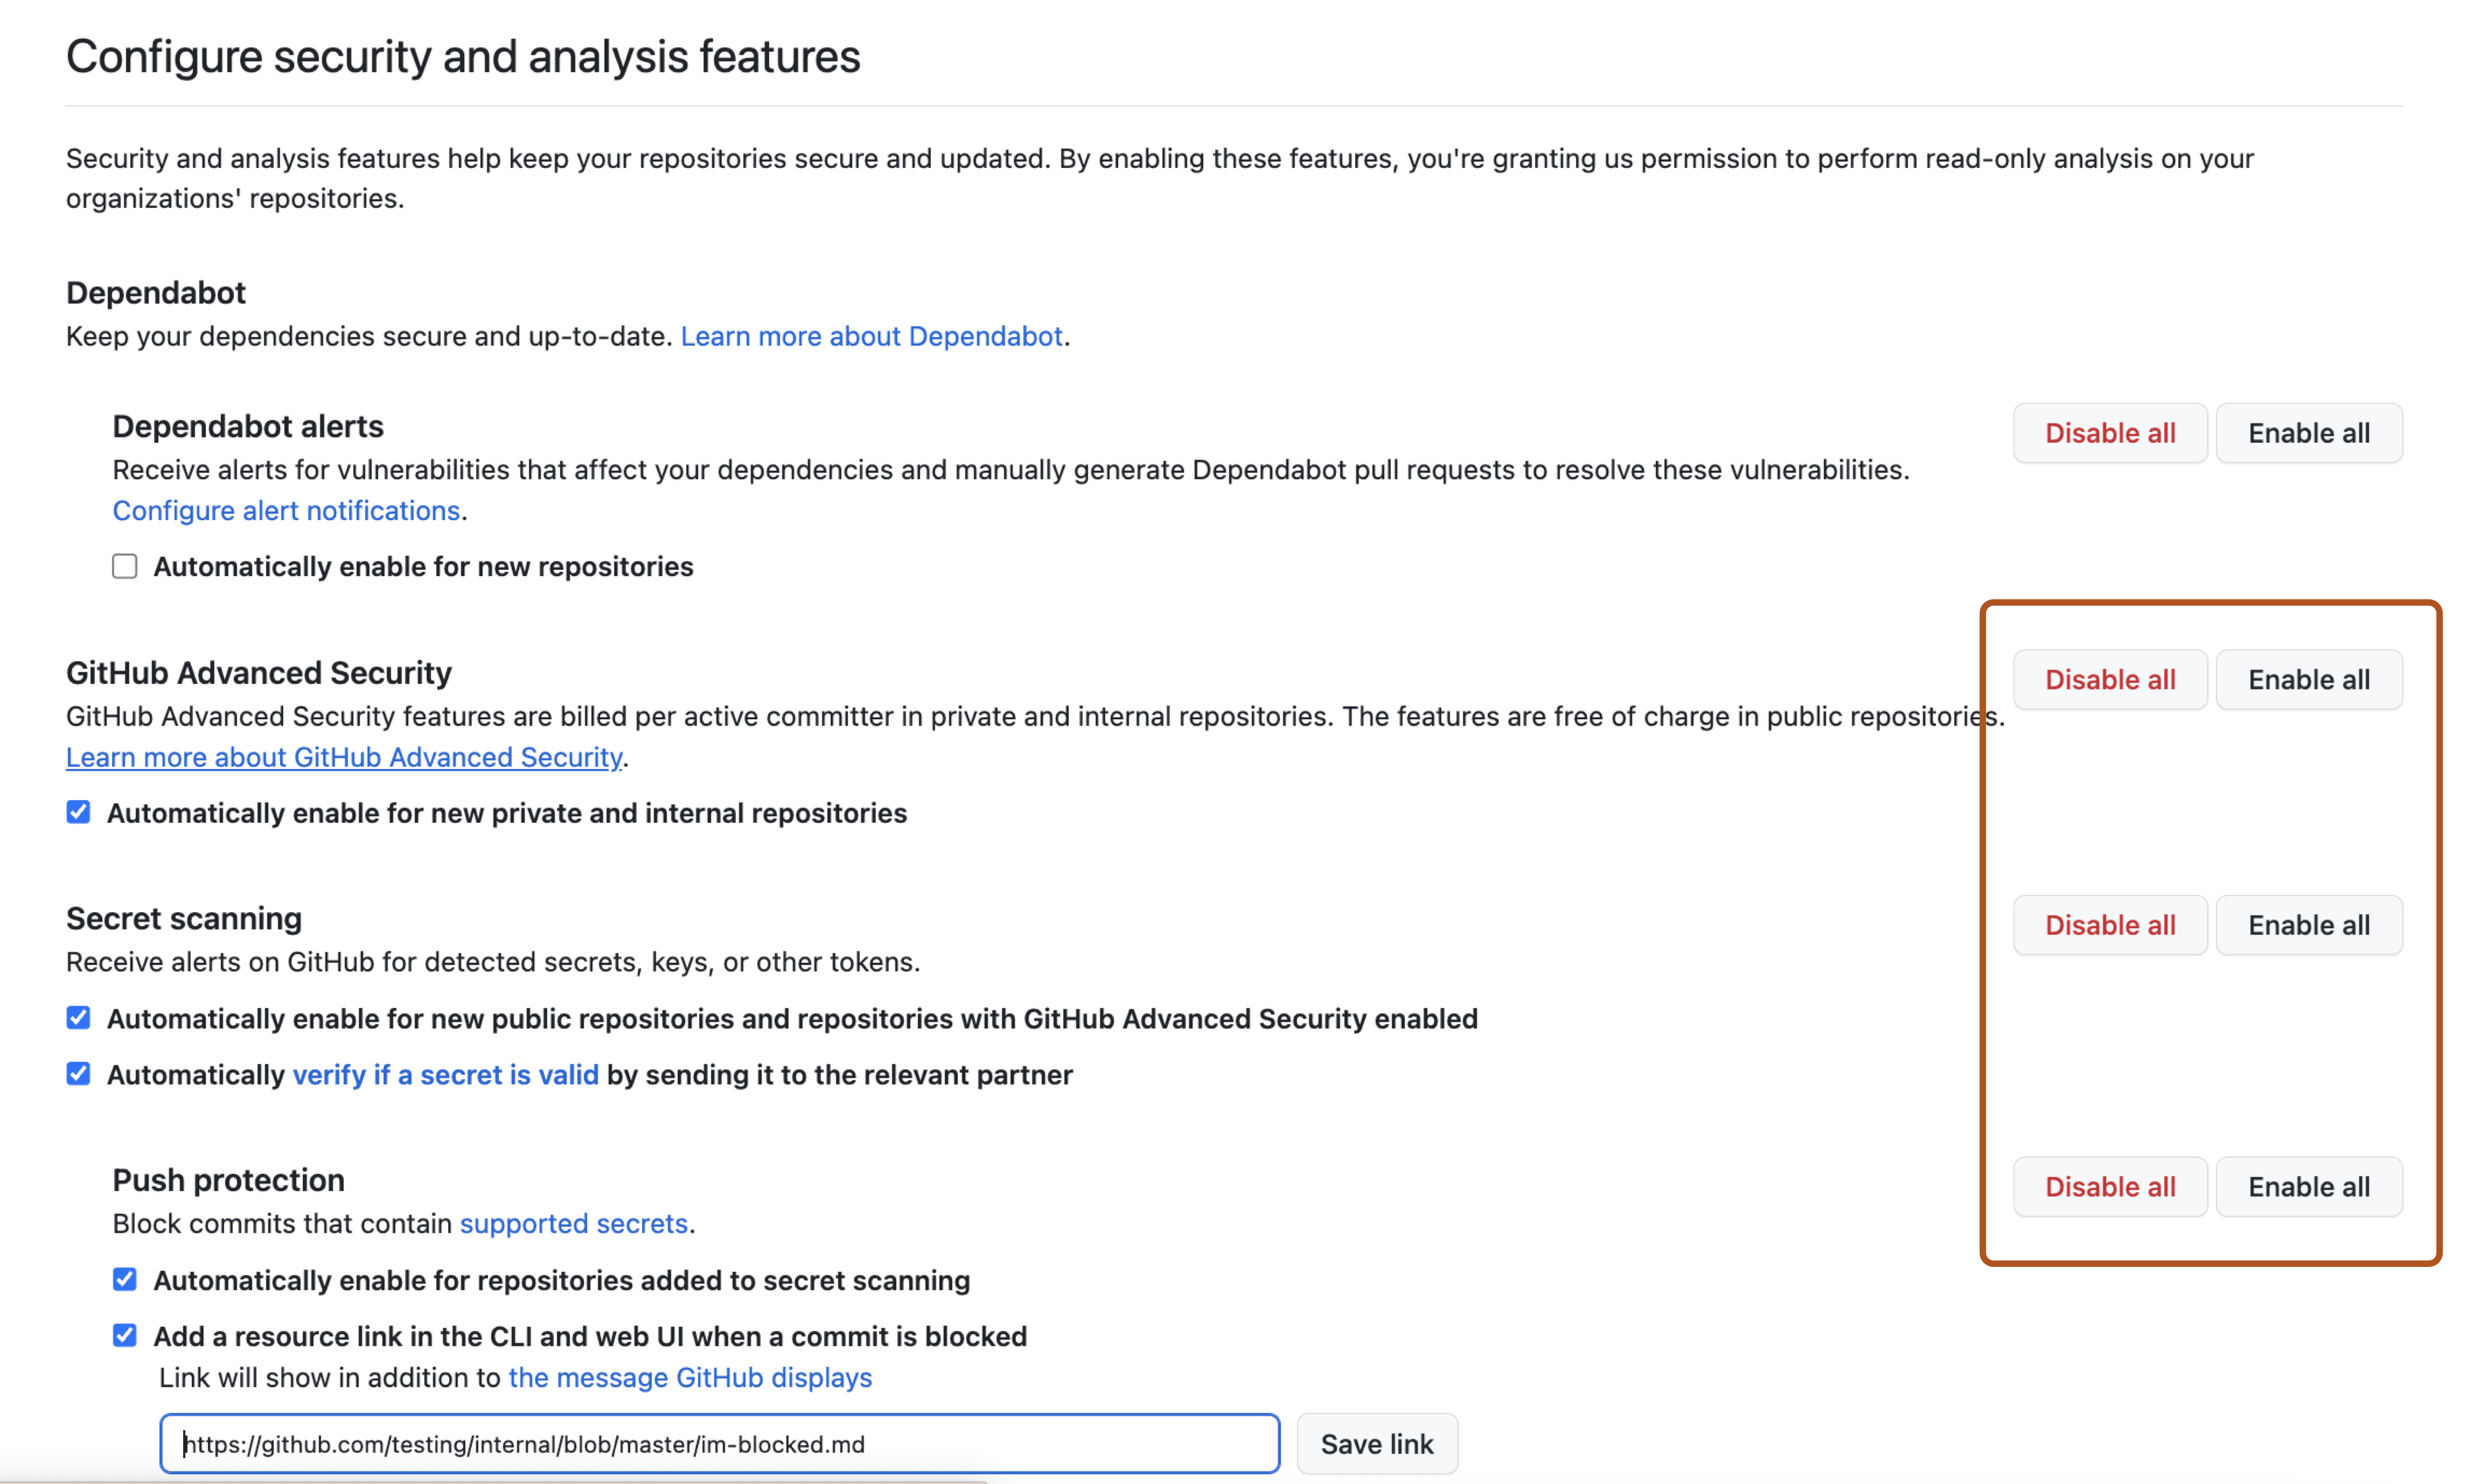 Configure security and analysis features
Security and analysis features help keep your repositories secure and updated. By enabling these features, you're granting us permission to perform read-only analysis on your
organizations' repositories.
Dependabot
Keep your dependencies secure and up-to-date. Learn more about Dependabot.
Dependabot alerts
Disable all
Enable all
Receive alerts for vulnerabilities that affect your dependencies and manually generate Dependabot pull requests to resolve these vulnerabilities.
Configure alert notifications.
Automatically enable for new repositories
GitHub Advanced Security
Disable all
Enable all
GitHub Advanced Security features are billed per active committer in private and internal repositories. The features are free of charge in public repositories.
Learn more about GitHub Advanced Security.
Automatically enable for new private and internal repositories
Secret scanning
Disable all
Enable all
Receive alerts on GitHub for detected secrets, keys, or other tokens.
Automatically enable for new public repositories and repositories with GitHub Advanced Security enabled
Automatically verify if a secret is valid by sending it to the relevant partner
Push protection
Disable all
Enable all
Block commits that contain supported secrets.
Automatically enable for repositories added to secret scanning
Add a resource link in the CLI and web UI when a commit is blocked
Link will show in addition to the message GitHub displays
https://github.com/testing/internal/blob/master/im-blocked.md
Save link